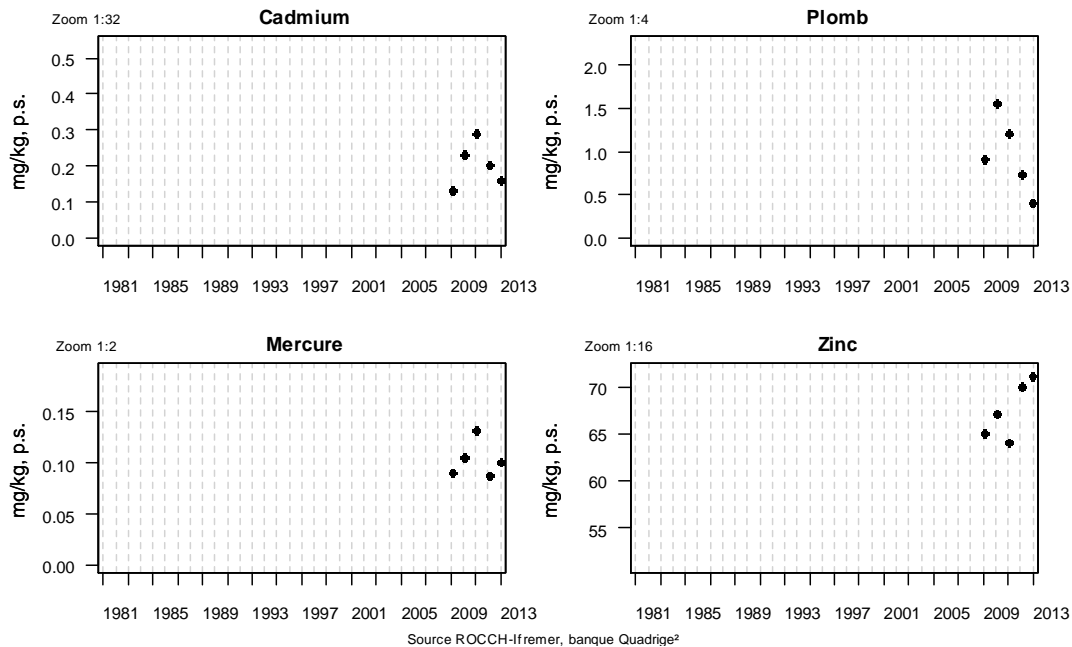 Zoom 1:32
Cadmium
mg/kg, p.s.
0.5
0.4
0.3
0.2
0.1
0.0
1981 1985 1989 1993 1997 2001 2005 2009 2013
Zoom 1:4
Plomb
mg/kg, p.s.
2.0
1.5
1.0
0.5
0.0
1981 1985 1989 1993 1997 2001 2005 2009 2013
Zoom 1:2
Mercure
mg/kg, p.s.
0.15
0.10
0.05
0.00
1981 1985 1989 1993 1997 2001 2005 2009 2013
Zoom 1:16
Zinc
mg/kg, p.s.
70
65
60
55
1981 1985 1989 1993 1997 2001 2005 2009 2013
Source ROCCH-Ifremer, banque Quadrige²